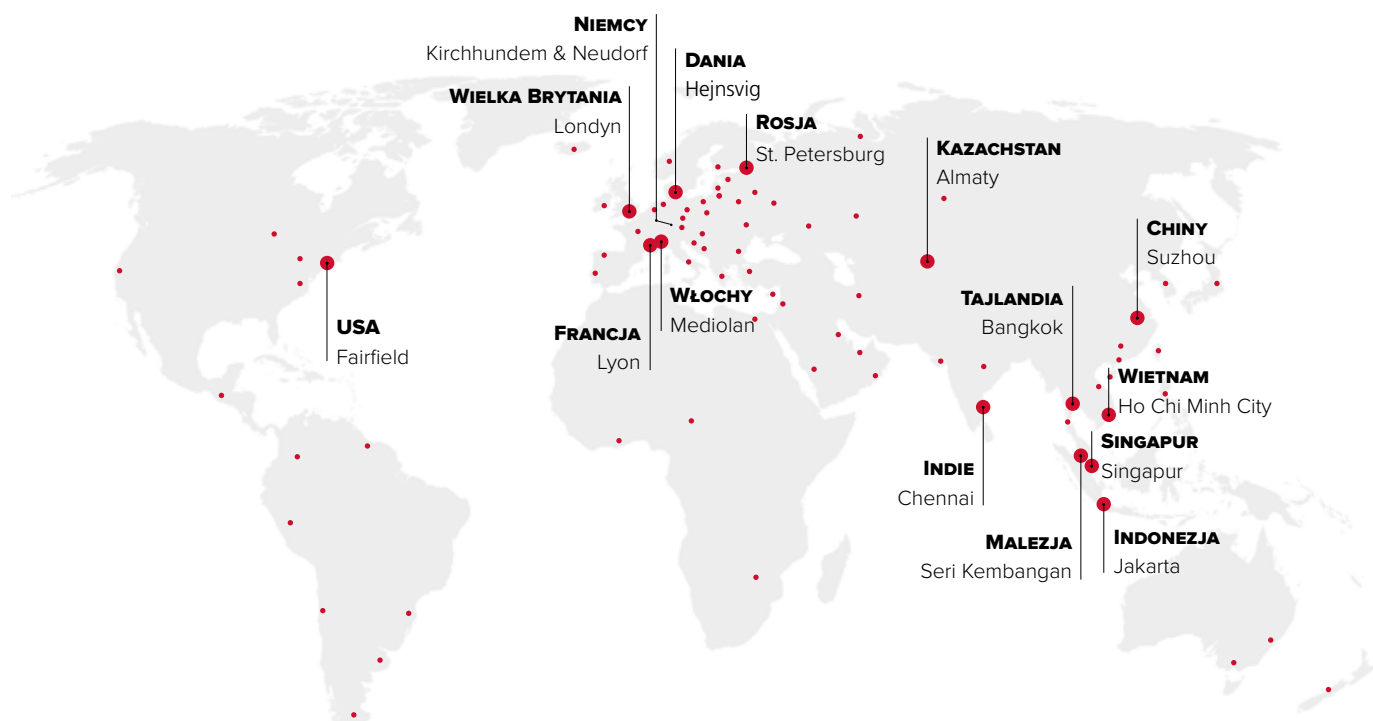 NIEMCY
Kirchhundem & Neudorf
DANIA
Hejnsvig
WIELKA BRYTANIA
Londyn
ROSJA
St. Petersburg
KAZACHSTAN
Almaty
CHINY
Suzhou
USA
Fairfield
FRANCJA
Lyon
WŁOCHY
Mediolan
TAJLANDIA
Bangkok
WIETNAM
Ho Chi Minh City
INDIE
Chennai
SINGAPUR
Singapur
MALEZJA
Seri Kembangan
INDONEZJA
Jakarta